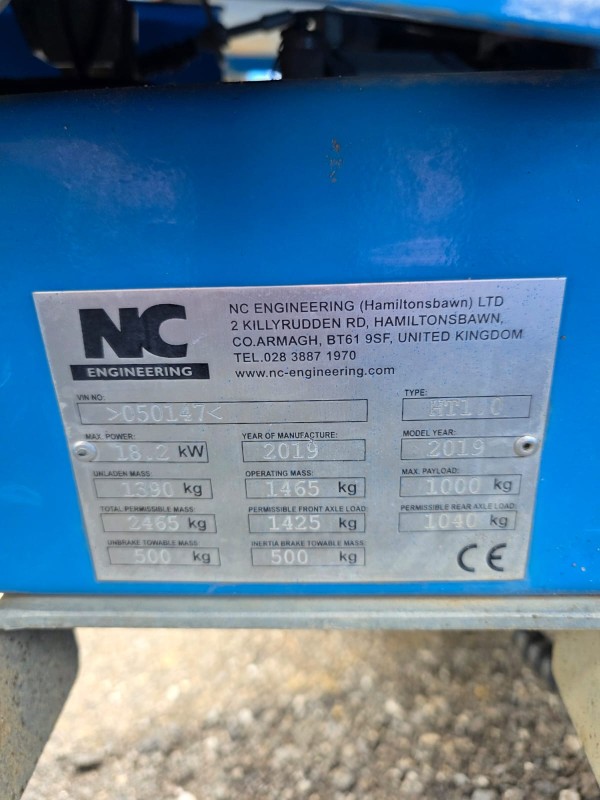 NC
ENGINEERING
NC ENGINEERING (Hamiltonsbawn) LTD
2 KILLYRUDDEN RD, HAMILTONSBAWN,
CO.ARMAGH, BT61 9SF, UNITED KINGDOM
TEL.028 3887 1970
www.nc-engineering.com
VIN NO: TYPE:
>C50147< HT1.0
MAX. POWER: YEAR OF MANUFACTURE: MODEL YEAR:
18.2 kW 2019 2019
UNLADEN MASS: OPERATING MASS: MAX. PAYLOAD:
1390 kg 1465 kg 1000 kg
TOTAL PERMISSIBLE MASS: PERMISSIBLE FRONT AXLE LOAD: PERMISSIBLE REAR AXLE LOAD:
2465 kg 1425 kg 1040 kg
UNBRAKE TOWABLE MASS: INERTIA BRAKE TOWABLE MASS:
500 kg 500 kg
CE